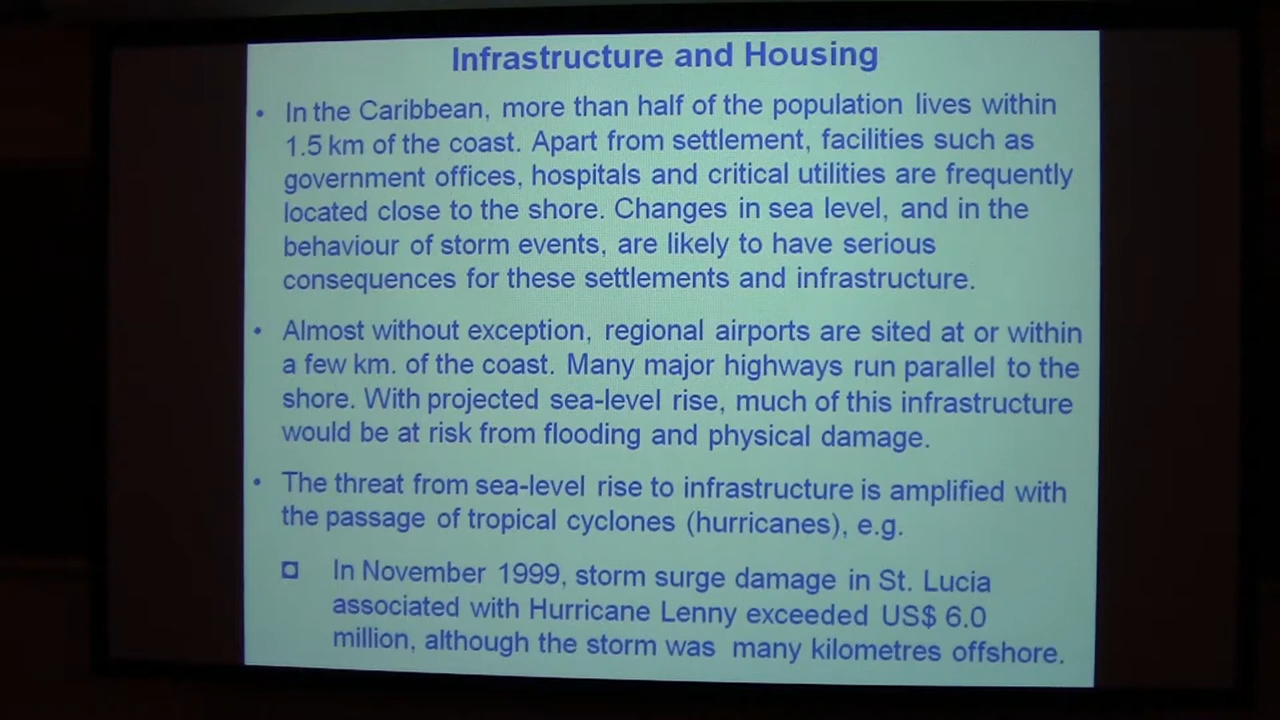 Infrastructure and Housing
• In the Caribbean, more than half of the population lives within
1.5 km of the coast. Apart from settlement, facilities such as
government offices, hospitals and critical utilities are frequently
located close to the shore. Changes in sea level, and in the
behaviour of storm events, are likely to have serious
consequences for these settlements and infrastructure.
• Almost without exception, regional airports are sited at or within
a few km. of the coast. Many major highways run parallel to the
shore. With projected sea-level rise, much of this infrastructure
would be at risk from flooding and physical damage.
• The threat from sea-level rise to infrastructure is amplified with
the passage of tropical cyclones (hurricanes), e.g.
In November 1999, storm surge damage in St. Lucia
associated with Hurricane Lenny exceeded US$ 6.0
million, although the storm was many kilometres offshore.